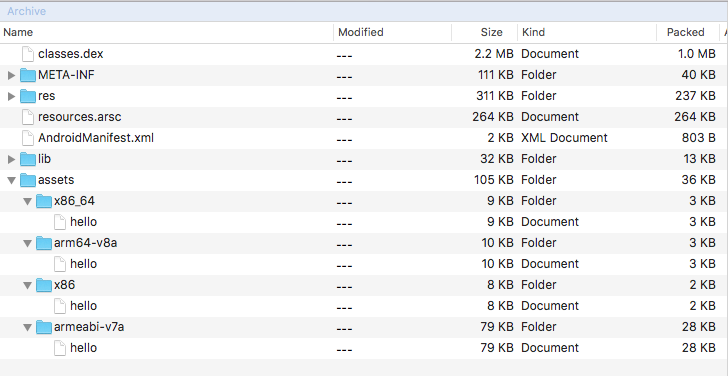 Archive
Name Modified Size Kind Packed
classes.dex --- 2.2 MB Document 1.0 MB
META-INF --- 111 KB Folder 40 KB
res --- 311 KB Folder 237 KB
resources.arsc --- 264 KB Document 264 KB
AndroidManifest.xml --- 2 KB XML Document 803 B
lib --- 32 KB Folder 13 KB
assets --- 105 KB Folder 36 KB
x86_64 --- 9 KB Folder 3 KB
hello --- 9 KB Document 3 KB
arm64-v8a --- 10 KB Folder 3 KB
hello --- 10 KB Document 3 KB
x86 --- 8 KB Folder 2 KB
hello --- 8 KB Document 2 KB
armeabi-v7a --- 79 KB Folder 28 KB
hello --- 79 KB Document 28 KB